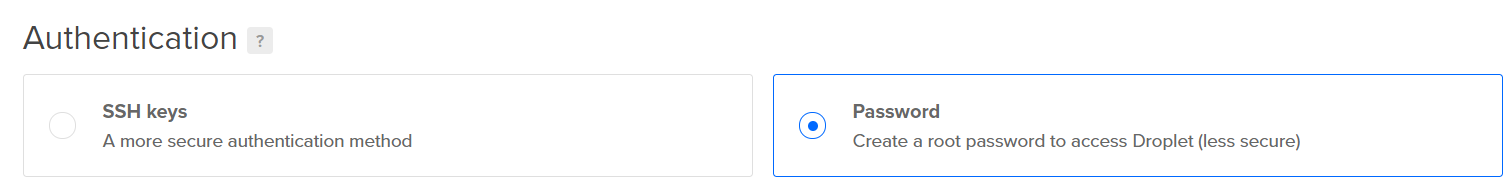 Authentication ?
SSH keys
A more secure authentication method
Password
Create a root password to access Droplet (less secure)